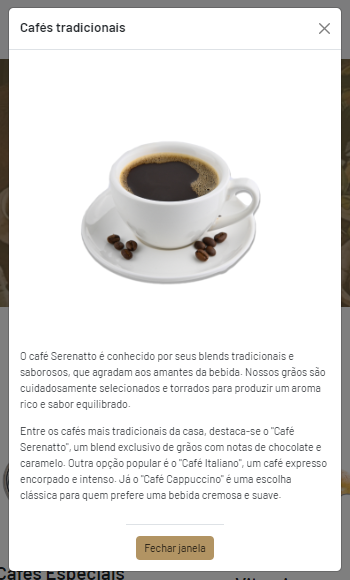 Cafés tradicionais
O café Serenatto é conhecido por seus blends tradicionais e
saborosos, que agradam aos amantes da bebida. Nossos grãos são
cuidadosamente selecionados e torrados para produzir um aroma
rico e sabor equilibrado.
Entre os cafés mais tradicionais da casa, destaca-se o "Café
Serenatto", um blend exclusivo de grãos com notas de chocolate e
caramelo. Outra opção popular é o "Café Italiano", um café expresso
encorpado e intenso. Já o "Café Cappuccino" é uma escolha
clássica para quem prefere uma bebida cremosa e suave.
Fechar janela
Cafés Especiais